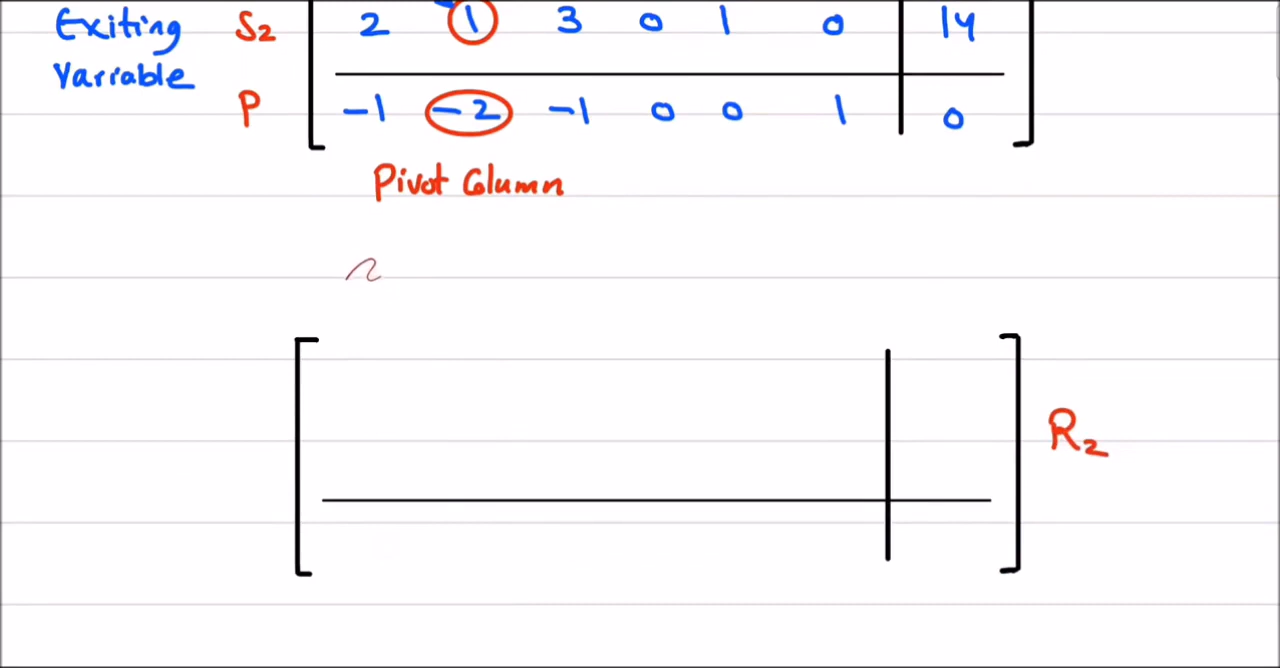 Exiting S2 2 1 3 0 1 0 14
Variable
P -1 -2 -1 0 0 1 0
Pivot Column
R2